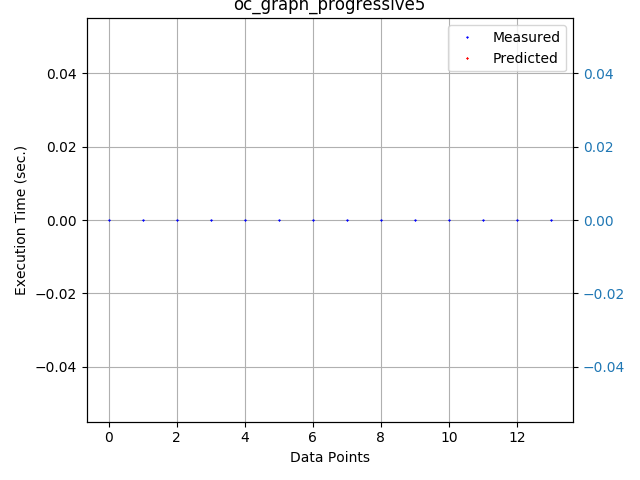 oc_graph_progressive5
Measured
Predicted
0.04
0.02
0.00
−0.02
−0.04
0.04
0.02
0.00
−0.02
−0.04
Execution Time (sec.)
0 2 4 6 8 10 12
Data Points